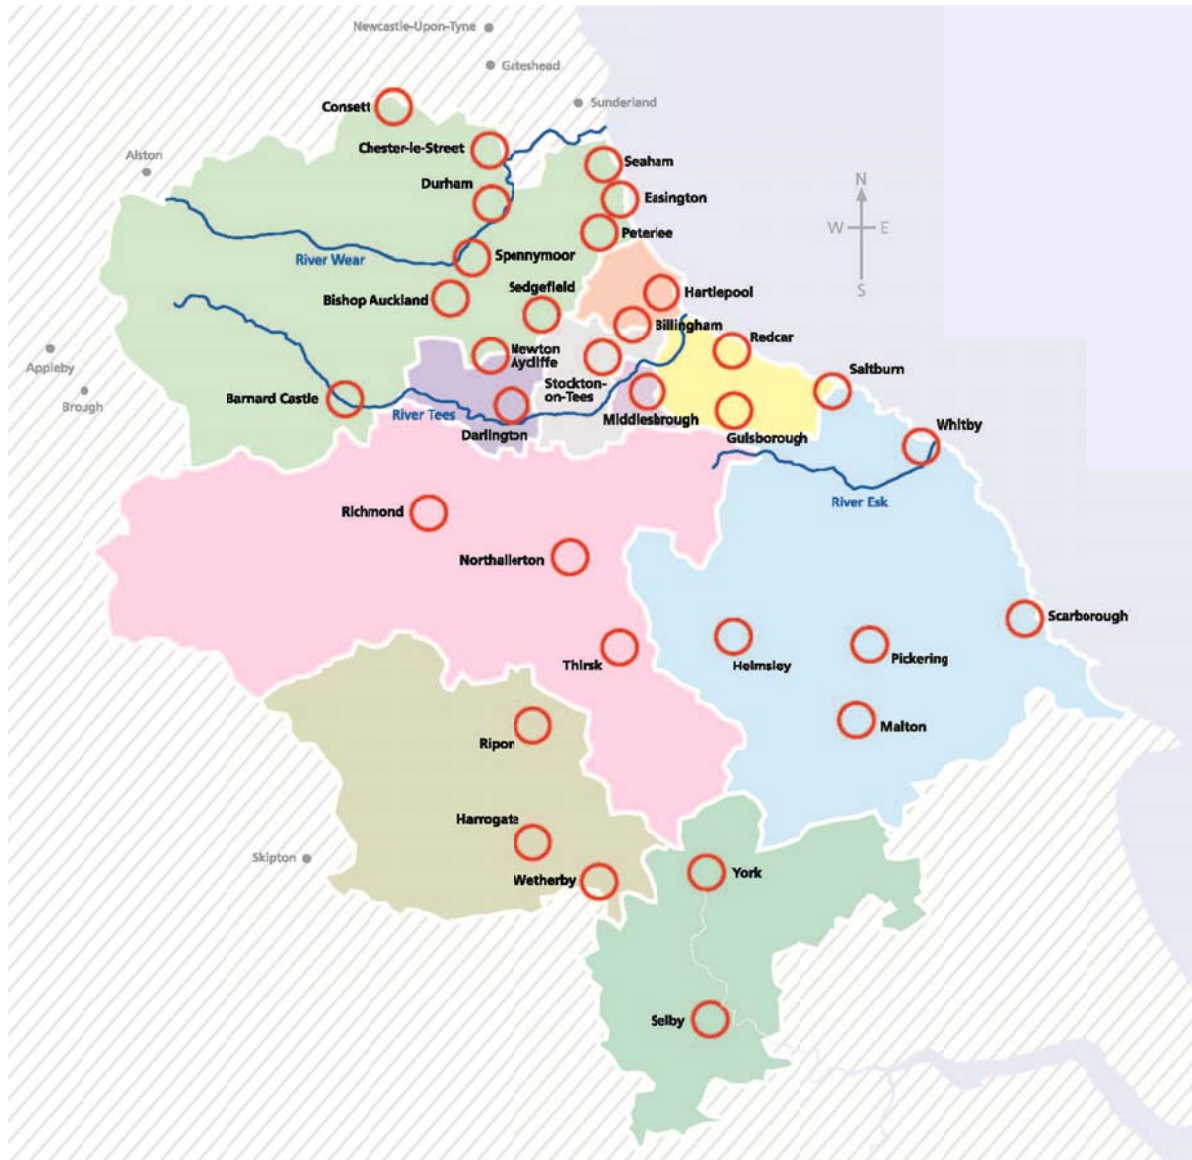 Newcastle-Upon-Tyne
Gateshead
Consett
Sunderland
Chester-le-Street
Alston
Seaham
Durham
Easington
N
Peterlee
W
E
River Wear
Spennymoor
Sedgefield
S
Bishop Auckland
Hartlepool
Billingham
Redcar
Newton
Aycliffe
Appleby
Saltburn
Stockton-
on-Tees
Barnard Castle
Brough
River Tees
Middlesbrough
Whitby
Darlington
Guisborough
River Esk
Richmond
Northallerton
Scarborough
Thirsk
Helmsley
Pickering
Malton
Ripon
Harrogate
Skipton
York
Wetherby
Selby